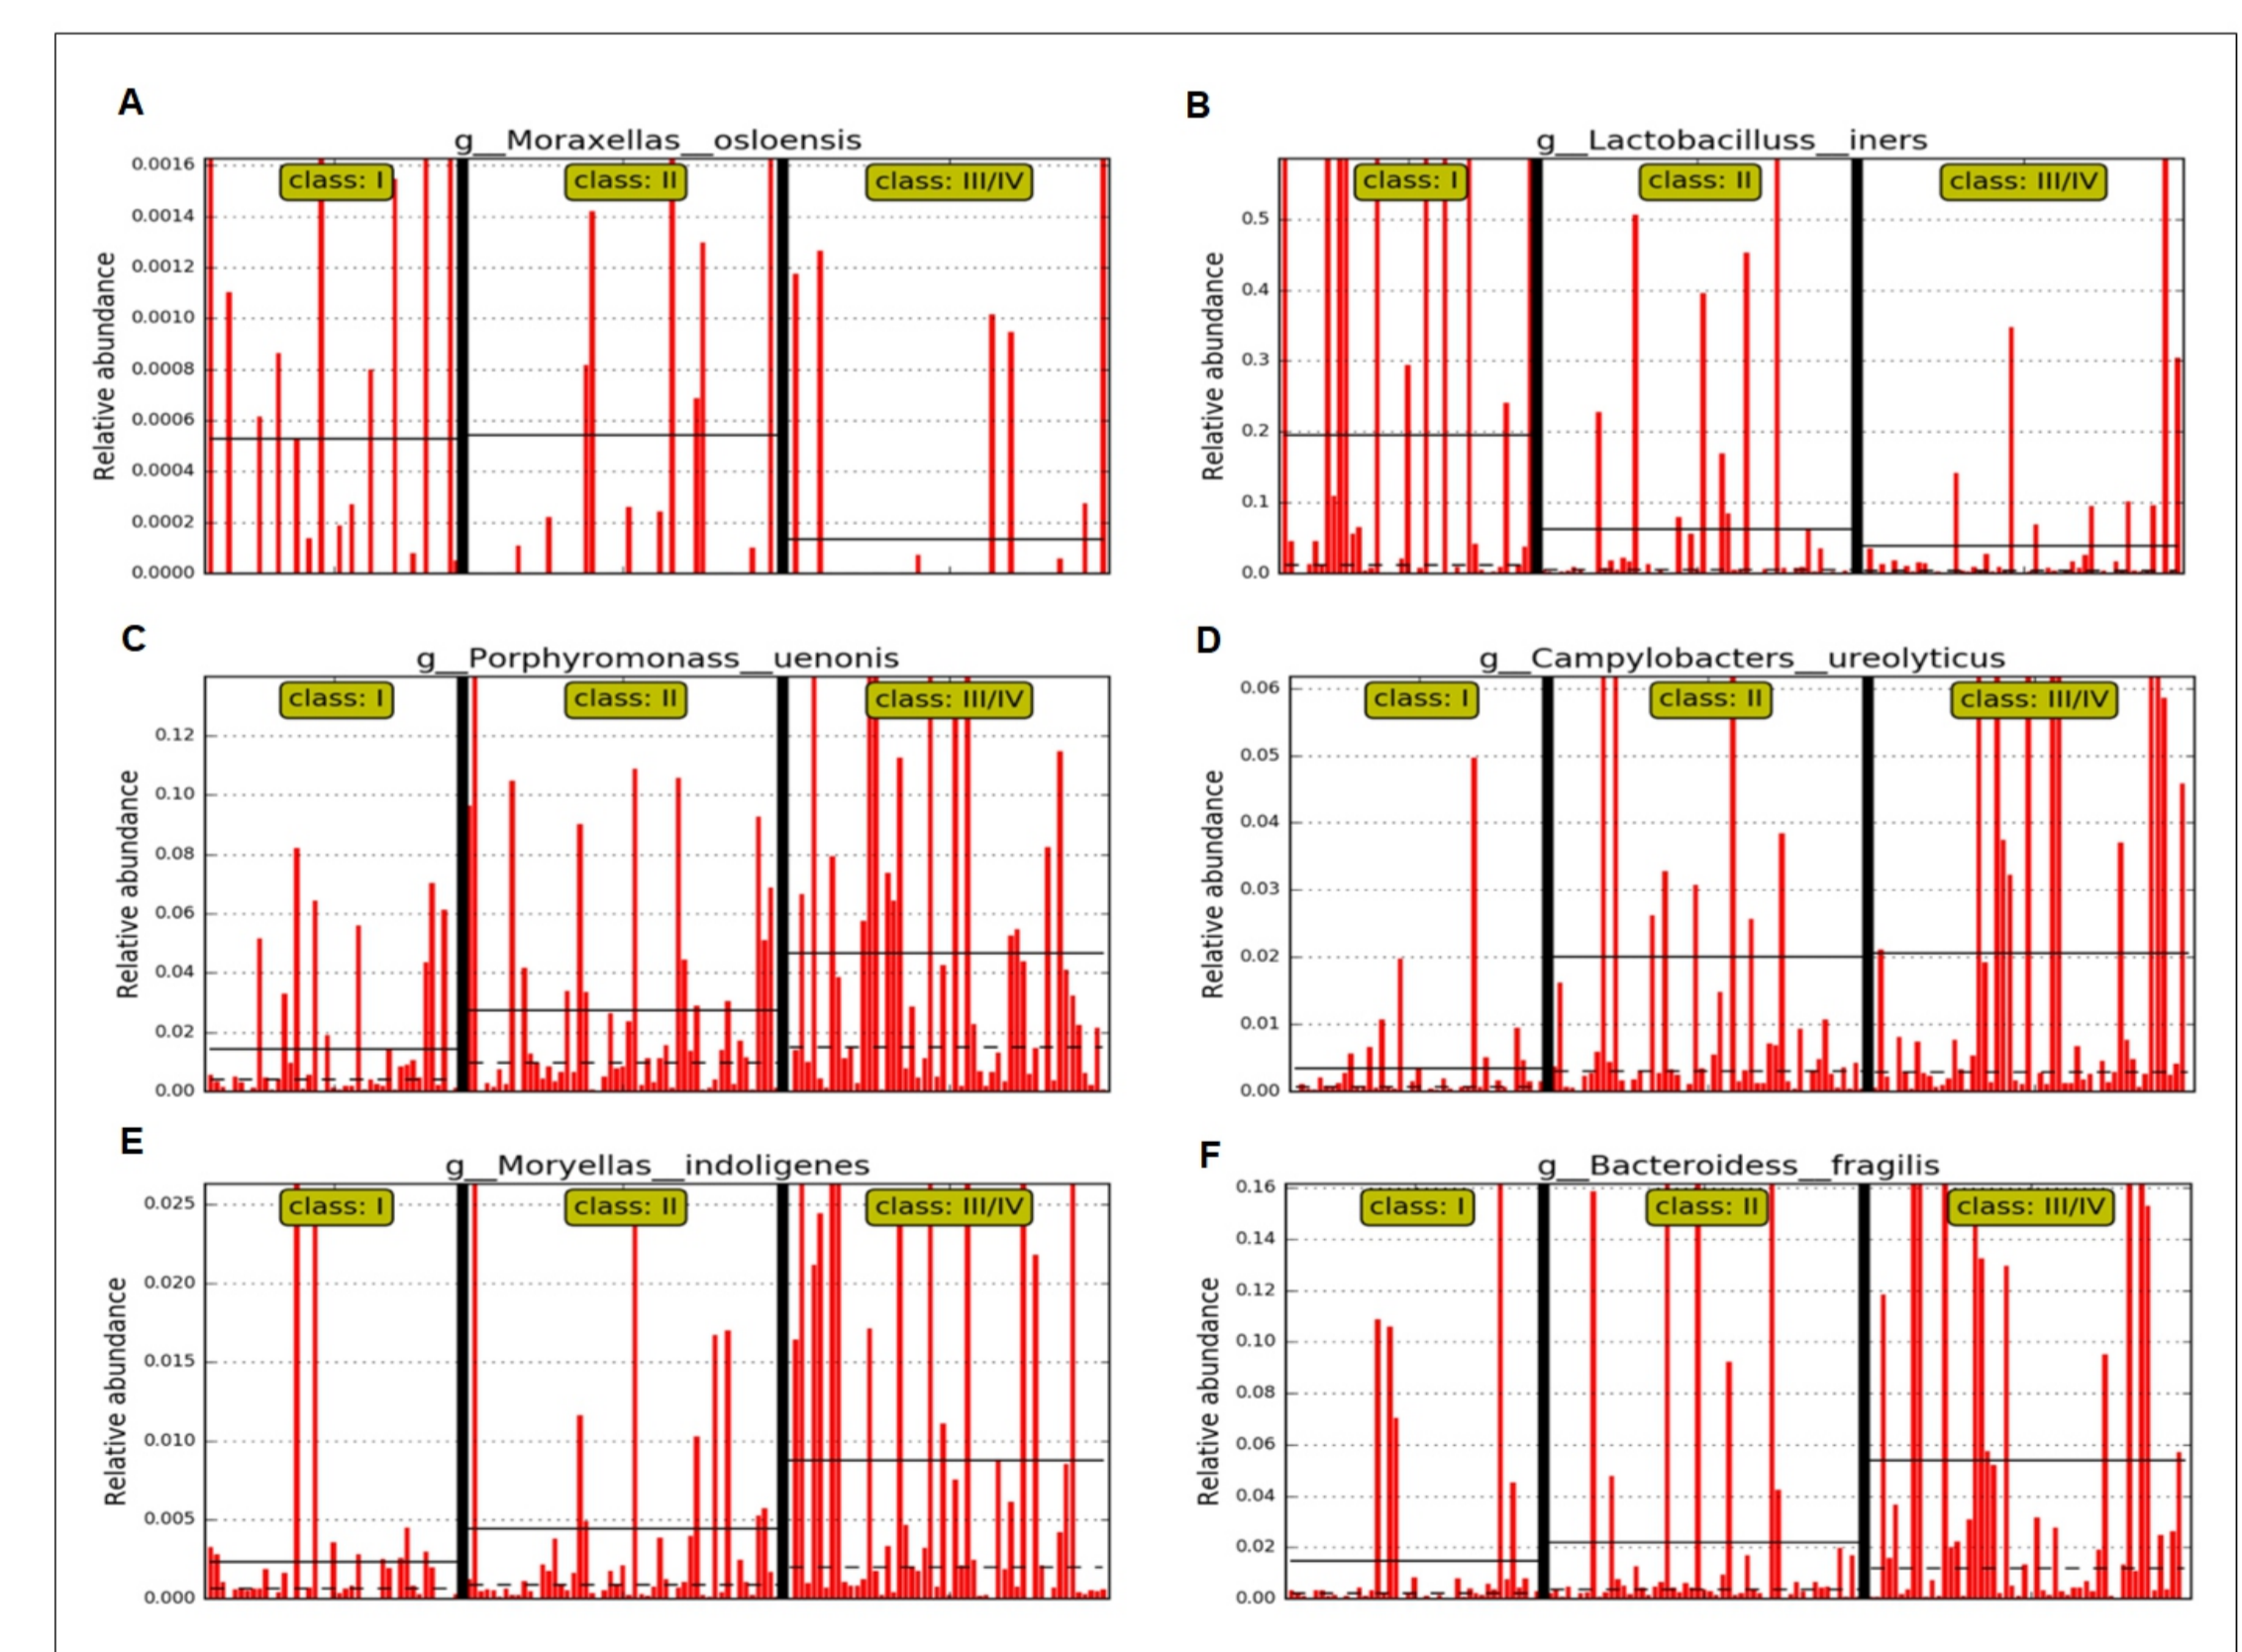 A
g__Moraxellas__osloensis
class: I class: II class: III/IV
0.0016
0.0014
0.0012
0.0010
0.0008
0.0006
0.0004
0.0002
0.0000
Relative abundance
B
g__Lactobacilluss__iners
class: I class: II class: III/IV
0.5
0.4
0.3
0.2
0.1
0.0
Relative abundance
C
g__Porphyromonass__uenonis
class: I class: II class: III/IV
0.12
0.10
0.08
0.06
0.04
0.02
0.00
Relative abundance
D
g__Campylobacters__ureolyticus
class: I class: II class: III/IV
0.06
0.05
0.04
0.03
0.02
0.01
0.00
Relative abundance
E
g__Moryellas__indoligenes
class: I class: II class: III/IV
0.025
0.020
0.015
0.010
0.005
0.000
Relative abundance
F
g__Bacteroidess__fragilis
class: I class: II class: III/IV
0.16
0.14
0.12
0.10
0.08
0.06
0.04
0.02
0.00
Relative abundance